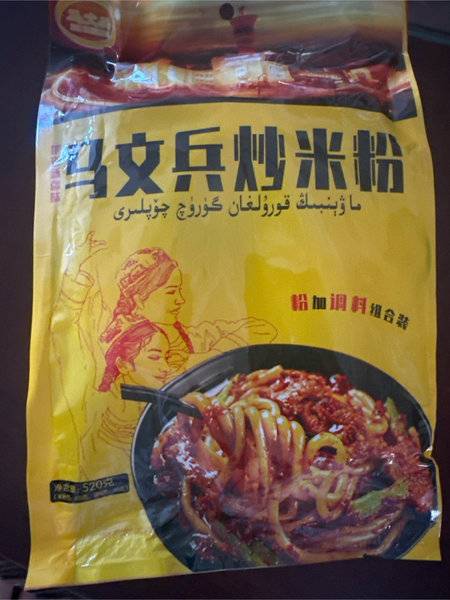 马文兵炒米粉
ماۋېنبىڭ قورۇلغان گۈرۈچ چۆپلىرى
粉加调料组合装
净含量:520克